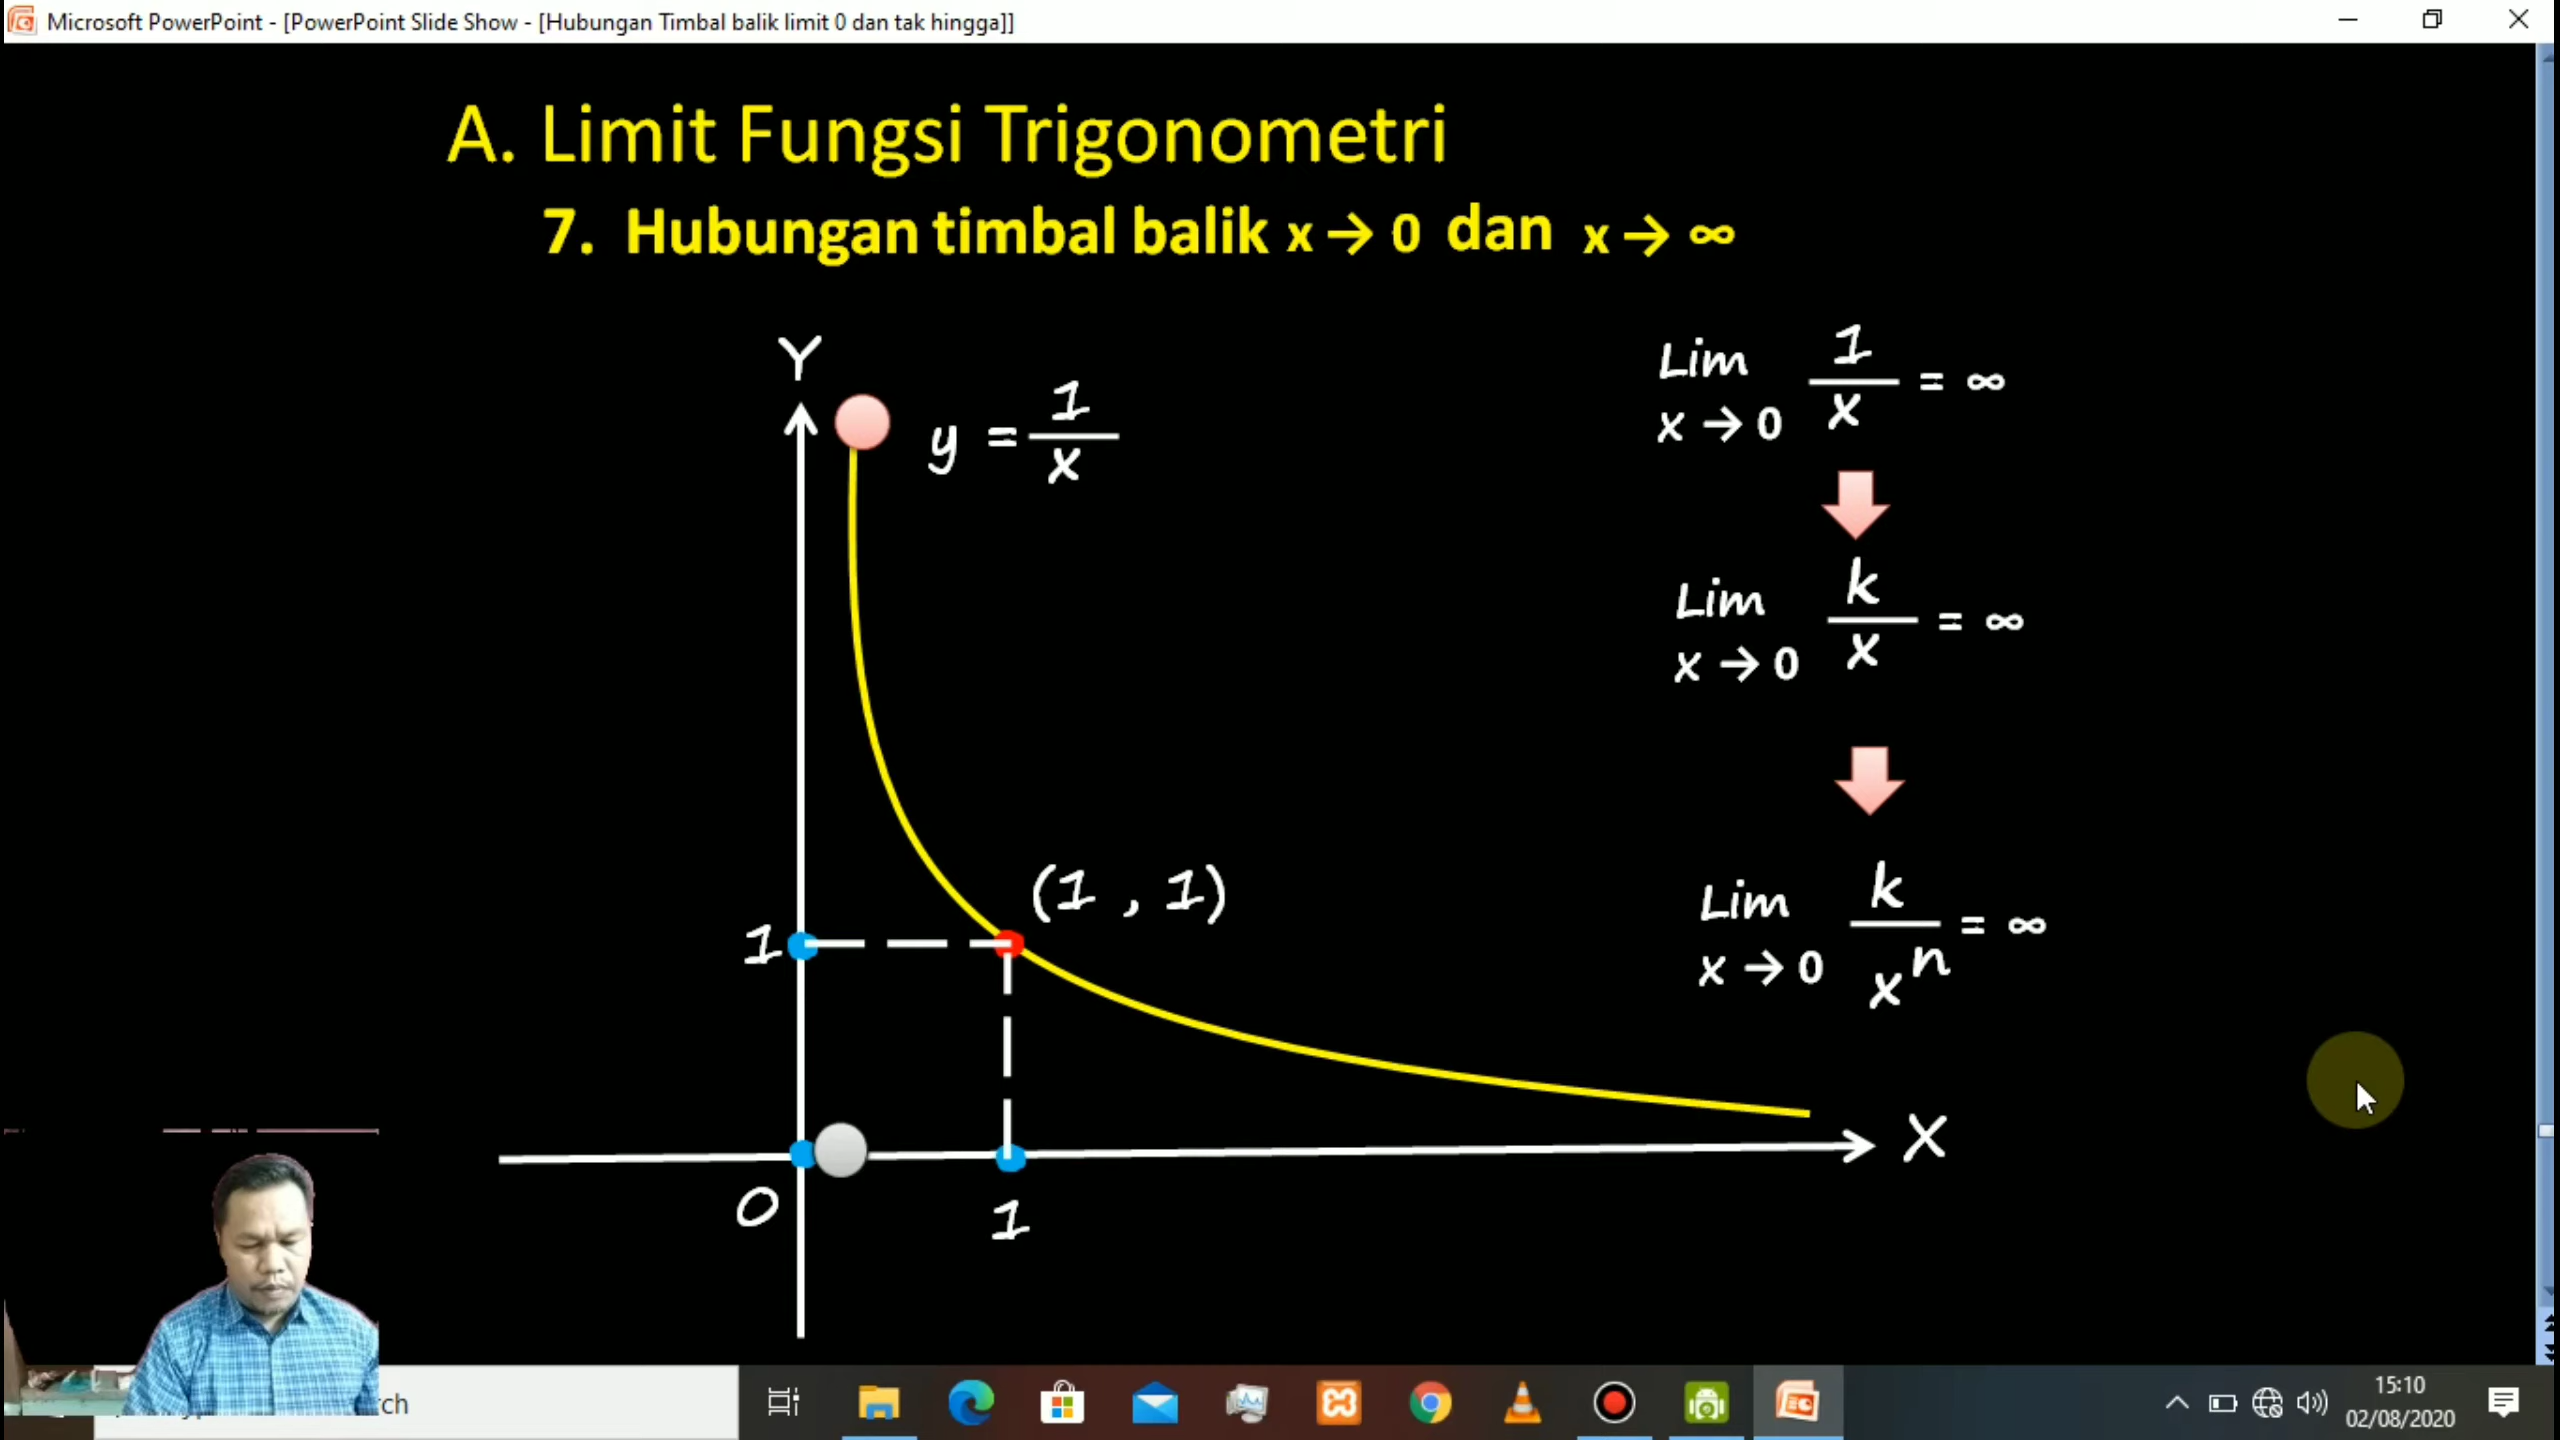 Microsoft PowerPoint - [PowerPoint Slide Show - [Hubungan Timbal balik limit 0 dan tak hingga]]
A. Limit Fungsi Trigonometri
7. Hubungan timbal balik x → 0 dan x → ∞
Y
y = 1/x
Lim x → 0 1/x = ∞
Lim x → 0 k/x = ∞
(1 , 1)
1
Lim x → 0 k/x^n = ∞
X
0
1
rch
15:10
02/08/2020